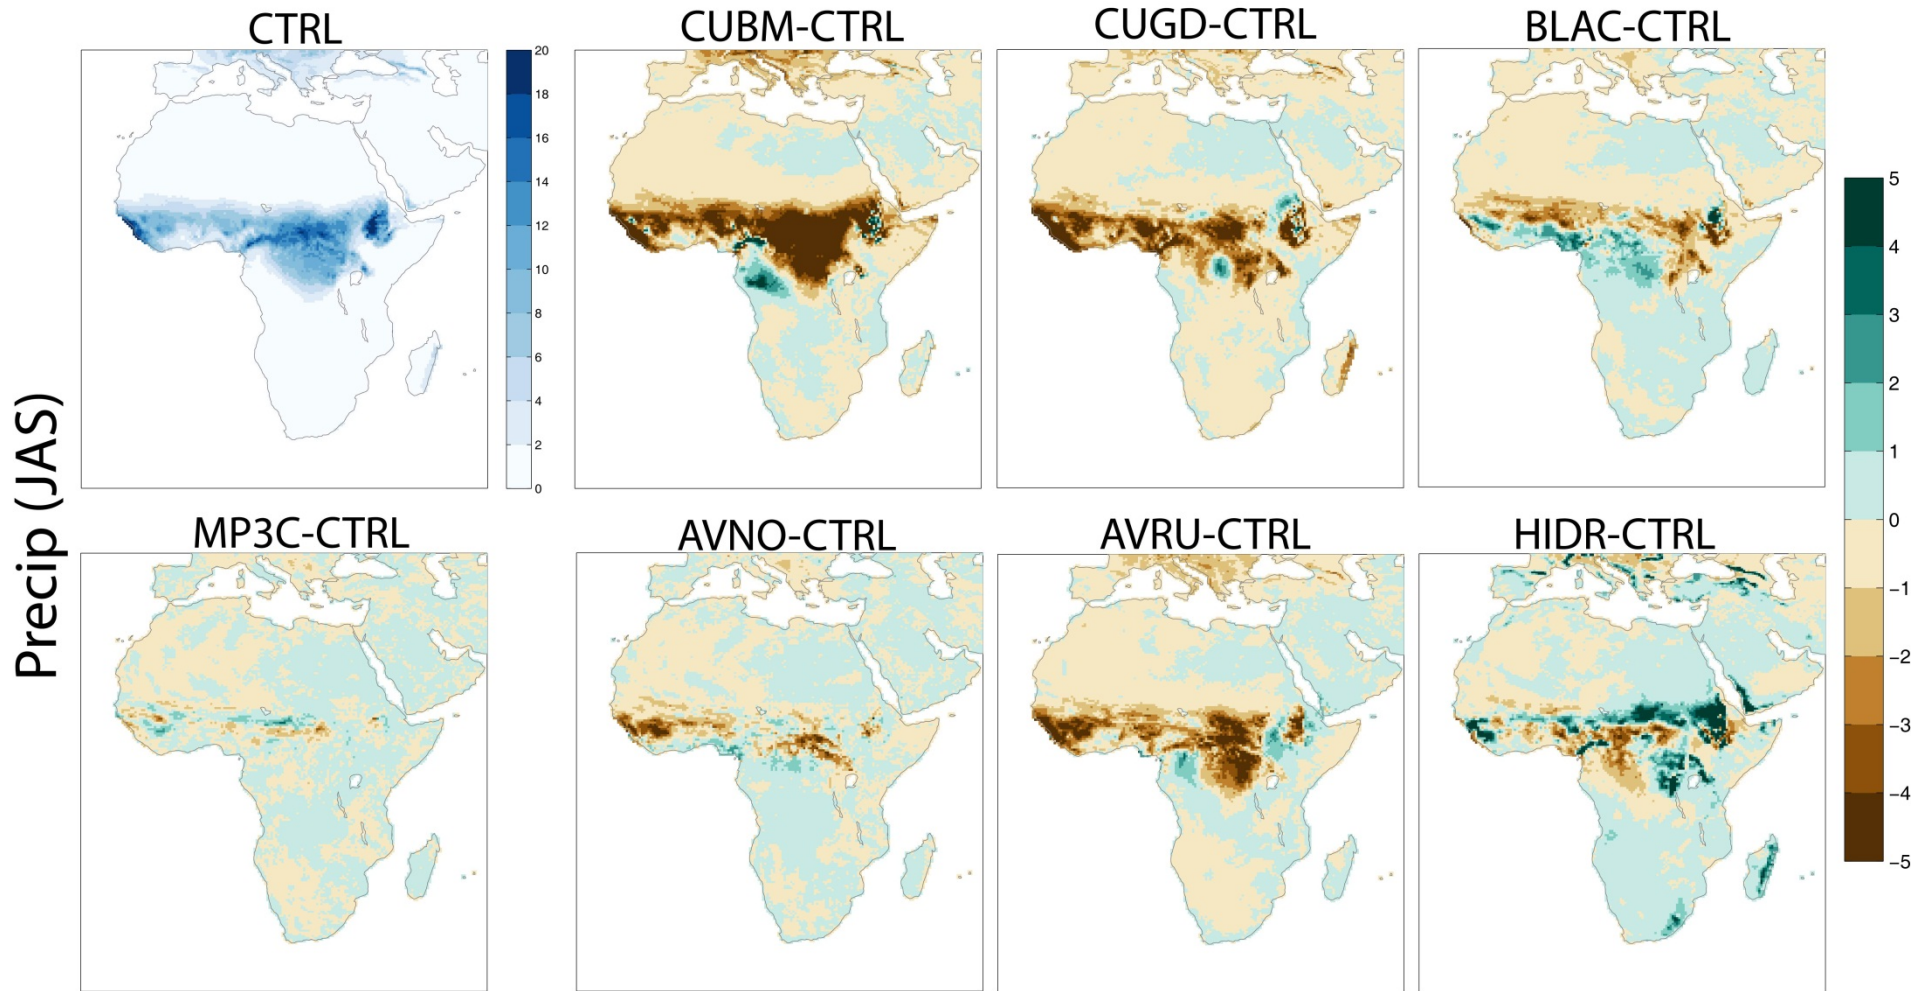 CTRL
CUBM-CTRL
CUGD-CTRL
BLAC-CTRL
20
18
16
14
12
10
8
6
4
2
0
5
4
3
2
1
0
−1
−2
−3
−4
−5
Precip (JAS)
MP3C-CTRL
AVNO-CTRL
AVRU-CTRL
HIDR-CTRL